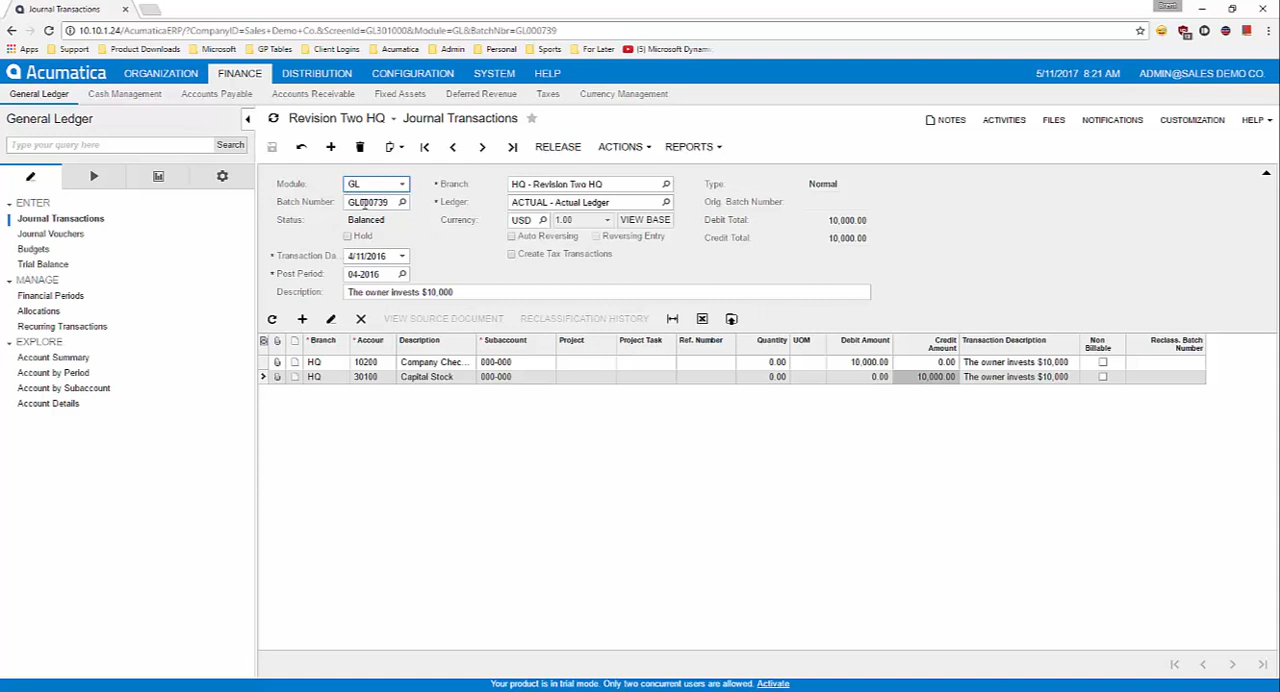 Journal Transactions
Brent
10.10.1.24/AcumaticaERP/?CompanyID=Sales+Demo+Co.&ScreenId=GL301000&Module=GL&BatchNbr=GL000739
Apps Support Product Downloads Microsoft GP Tables Client Logins Acumatica Admin Personal Sports For Later (5) Microsoft Dynam
Acumatica ORGANIZATION FINANCE DISTRIBUTION CONFIGURATION SYSTEM HELP 5/11/2017 8:21 AM ADMIN@SALES DEMO CO.
General Ledger Cash Management Accounts Payable Accounts Receivable Fixed Assets Deferred Revenue Taxes Currency Management
General Ledger
Type your query here Search
ENTER
Journal Transactions
Journal Vouchers
Budgets
Trial Balance
MANAGE
Financial Periods
Allocations
Recurring Transactions
EXPLORE
Account Summary
Account by Period
Account by Subaccount
Account Details
Revision Two HQ - Journal Transactions
NOTES ACTIVITIES FILES NOTIFICATIONS CUSTOMIZATION HELP
RELEASE ACTIONS REPORTS
Module: GL * Branch: HQ - Revision Two HQ Type: Normal
Batch Number: GL000739 * Ledger: ACTUAL - Actual Ledger Orig. Batch Number:
Status: Balanced Currency: USD 1.00 VIEW BASE Debit Total: 10,000.00
Hold Auto Reversing Reversing Entry Credit Total: 10,000.00
* Transaction Da... 4/11/2016 Create Tax Transactions
* Post Period: 04-2016
Description: The owner invests $10,000
VIEW SOURCE DOCUMENT RECLASSIFICATION HISTORY
* Branch * Accour Description * Subaccount Project Project Task Ref. Number Quantity UOM Debit Amount Credit Amount Transaction Description Non Billable Reclass. Batch Number
HQ 10200 Company Chec... 000-000 0.00 10,000.00 0.00 The owner invests $10,000
HQ 30100 Capital Stock 000-000 0.00 0.00 10,000.00 The owner invests $10,000
Your product is in trial mode. Only two concurrent users are allowed. Activate